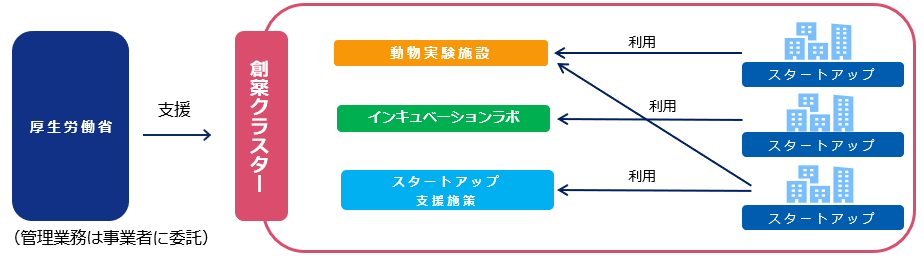 厚生労働省
(管理業務は事業者に委託)
支援
創薬クラスター
動物実験施設
インキュベーションラボ
スタートアップ
支援施策
利用
利用
利用
スタートアップ
スタートアップ
スタートアップ